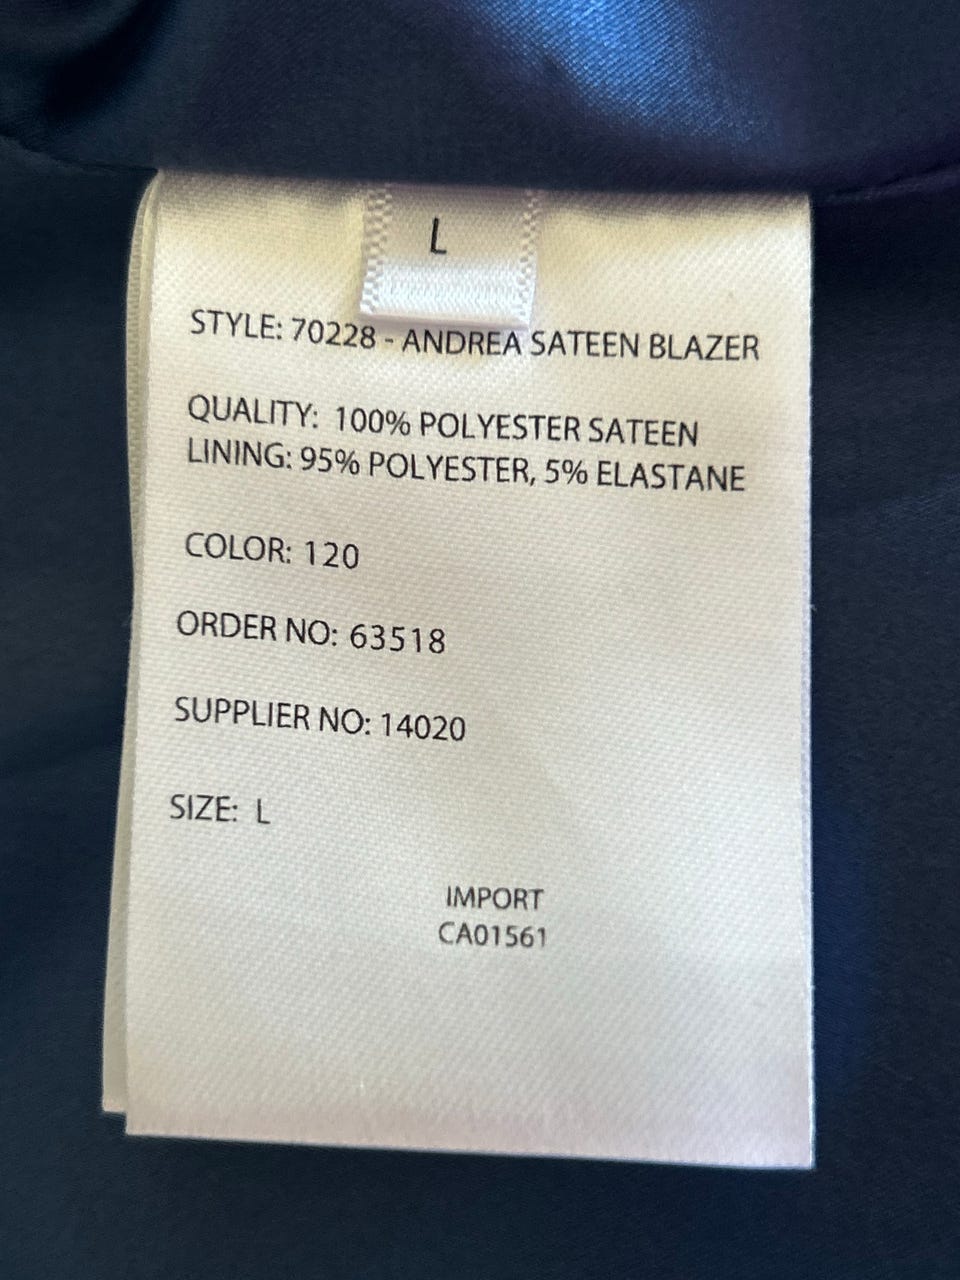 L
STYLE: 70228 - ANDREA SATEEN BLAZER
QUALITY: 100% POLYESTER SATEEN
LINING: 95% POLYESTER, 5% ELASTANE
COLOR: 120
ORDER NO: 63518
SUPPLIER NO: 14020
SIZE: L
IMPORT
CA01561